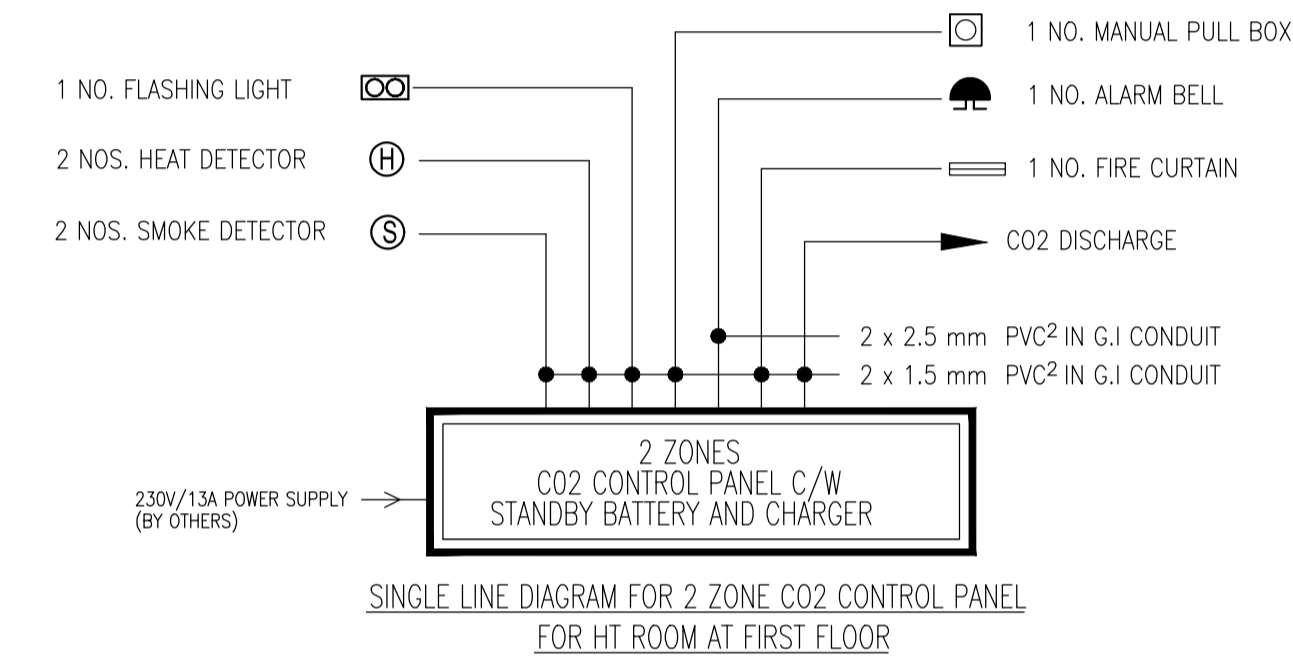 1 NO. MANUAL PULL BOX
1 NO. FLASHING LIGHT
1 NO. ALARM BELL
2 NOS. HEAT DETECTOR
H
1 NO. FIRE CURTAIN
2 NOS. SMOKE DETECTOR
S
CO2 DISCHARGE
2 x 2.5 mm PVC² IN G.I CONDUIT
2 x 1.5 mm PVC² IN G.I CONDUIT
2 ZONES
CO2 CONTROL PANEL C/W
STANDBY BATTERY AND CHARGER
230V/13A POWER SUPPLY
(BY OTHERS)
SINGLE LINE DIAGRAM FOR 2 ZONE CO2 CONTROL PANEL
FOR HT ROOM AT FIRST FLOOR